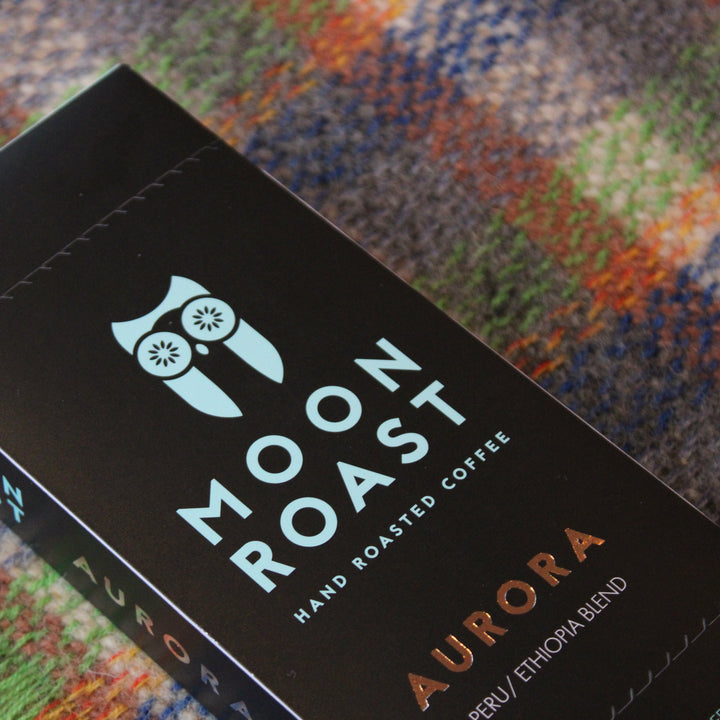 MOON
ROAST
HAND ROASTED COFFEE
AURORA
PERU / ETHIOPIA BLEND
AURORA